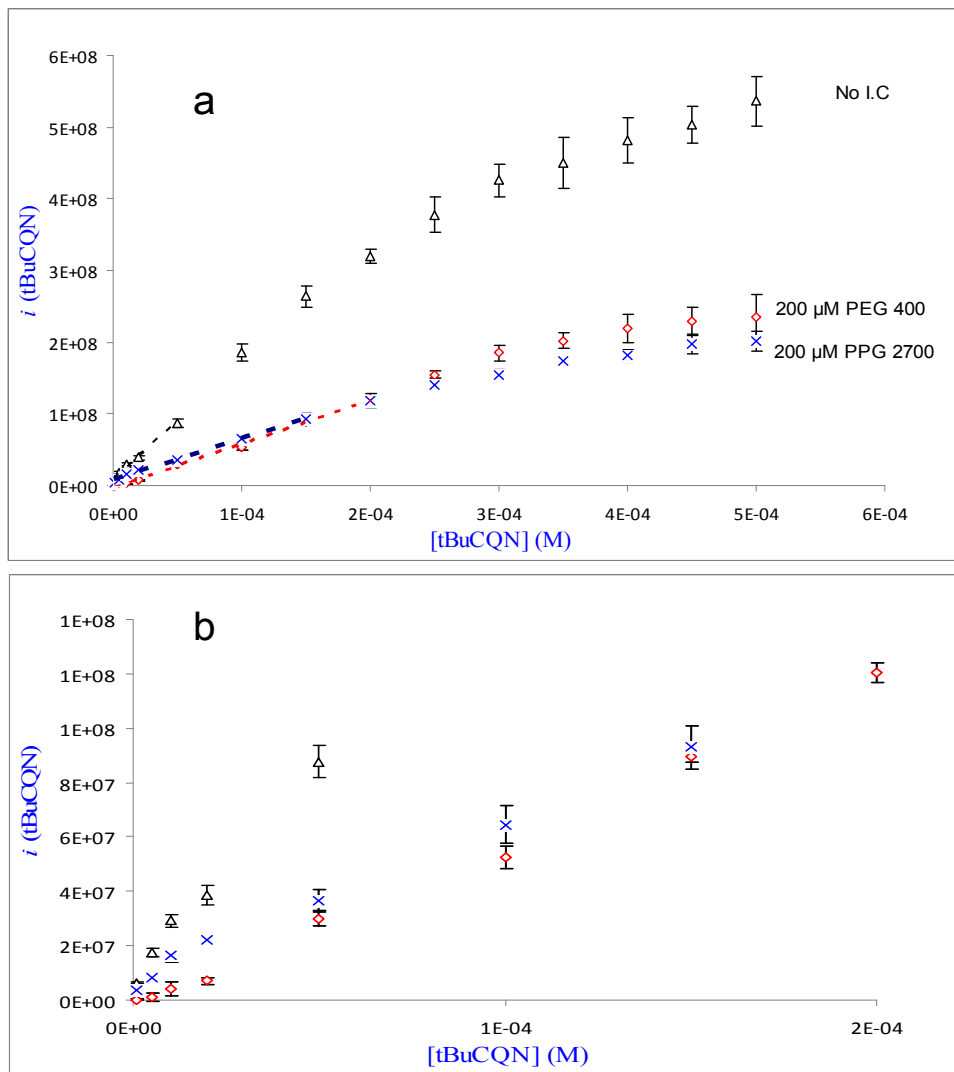 a
6E+08
5E+08
4E+08
3E+08
2E+08
1E+08
0E+00
i (tBuCQN)
No I.C
200 µM PEG 400
200 µM PPG 2700
0E+00 1E-04 2E-04 3E-04 4E-04 5E-04 6E-04
[tBuCQN] (M)
b
1E+08
1E+08
1E+08
8E+07
6E+07
4E+07
2E+07
0E+00
i (tBuCQN)
0E+00 1E-04 2E-04
[tBuCQN] (M)